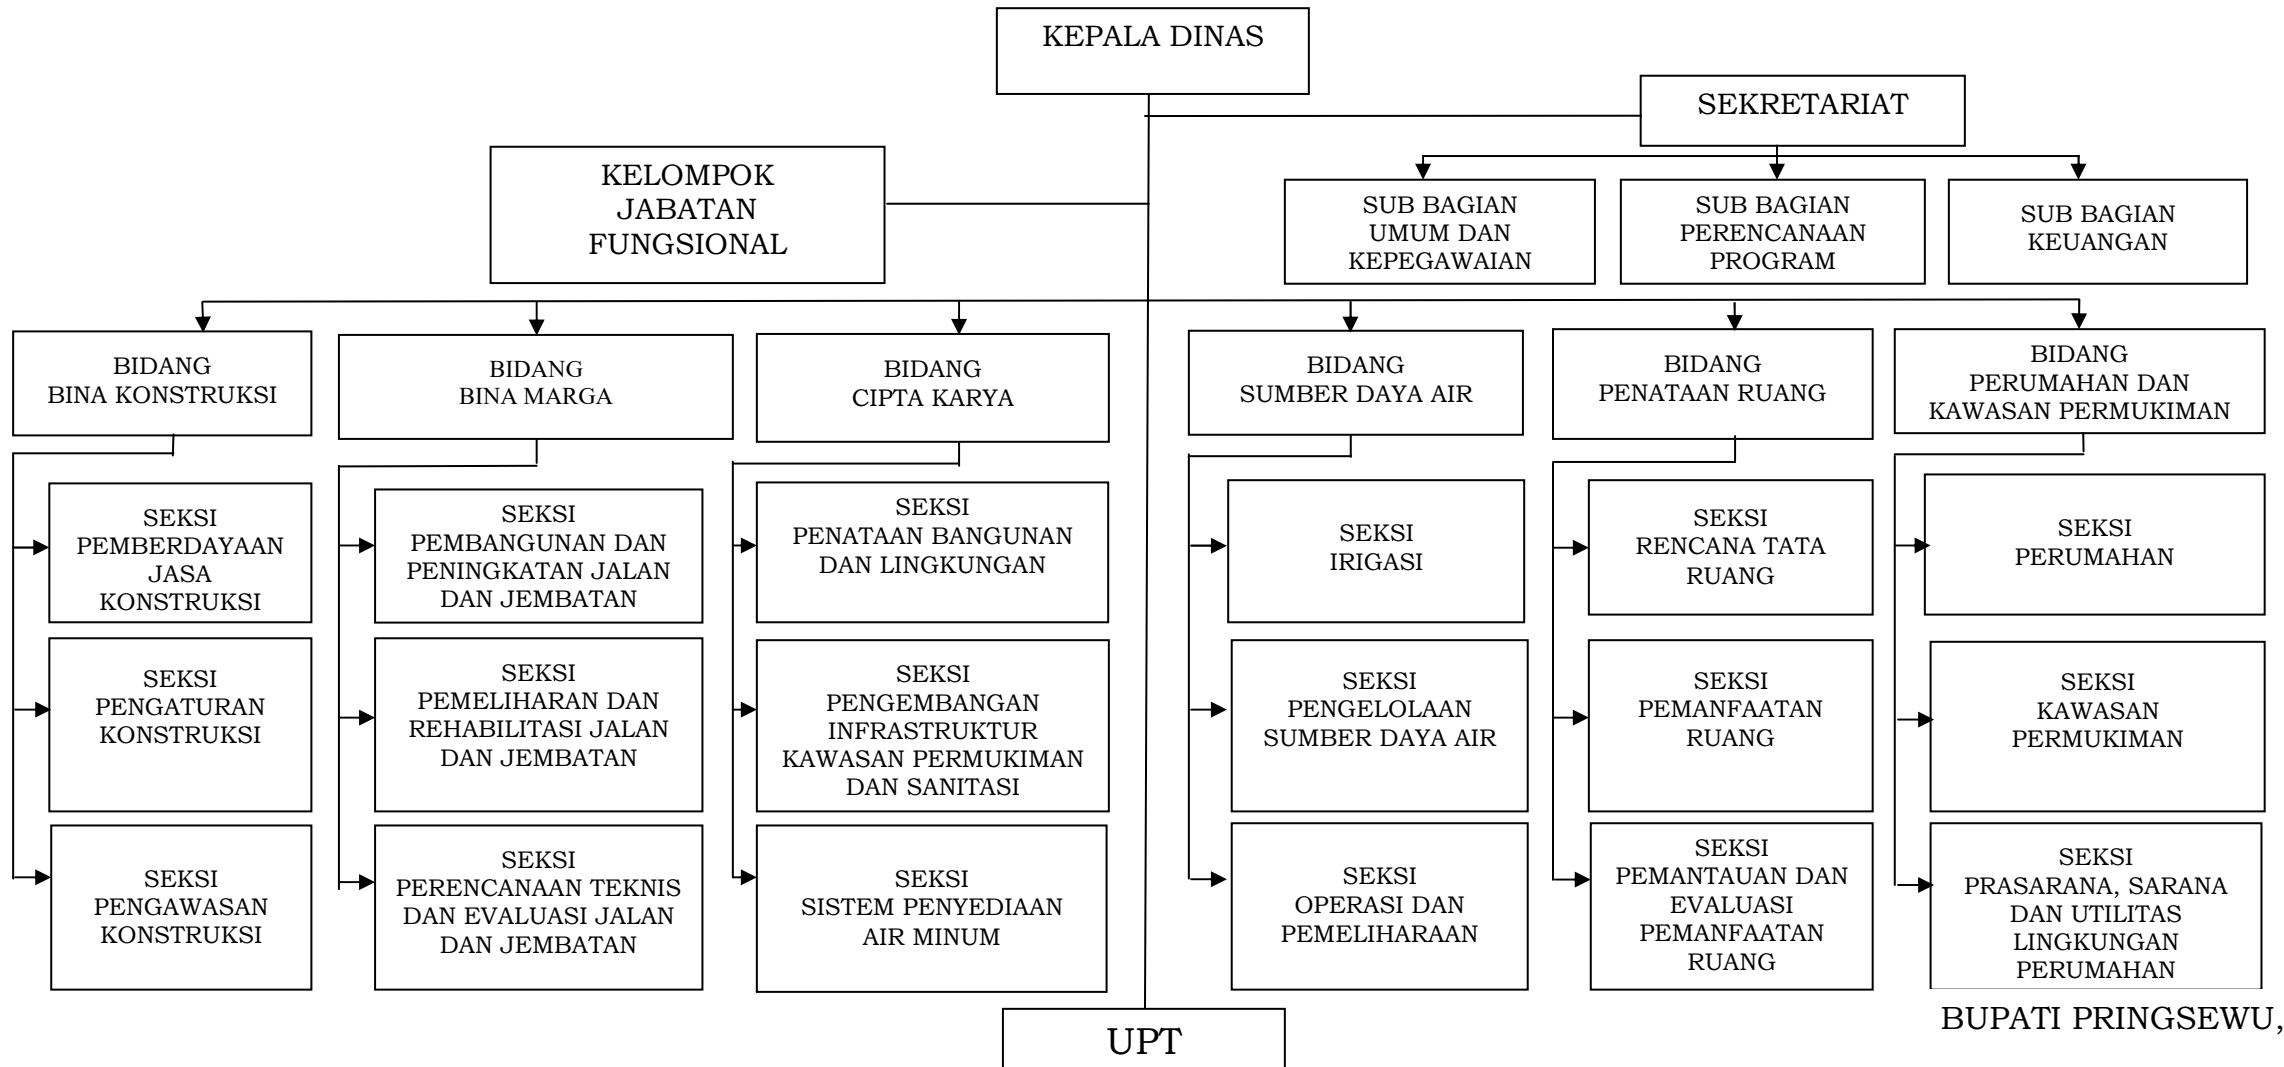 KEPALA DINAS
SEKRETARIAT
KELOMPOK
JABATAN
FUNGSIONAL
SUB BAGIAN
UMUM DAN
KEPEGAWAIAN
SUB BAGIAN
PERENCANAAN
PROGRAM
SUB BAGIAN
KEUANGAN
BIDANG
BINA KONSTRUKSI
BIDANG
BINA MARGA
BIDANG
CIPTA KARYA
BIDANG
SUMBER DAYA AIR
BIDANG
PENATAAN RUANG
BIDANG
PERUMAHAN DAN
KAWASAN PERMUKIMAN
SEKSI
PEMBERDAYAAN
JASA
KONSTRUKSI
SEKSI
PEMBANGUNAN DAN
PENINGKATAN JALAN
DAN JEMBATAN
SEKSI
PENATAAN BANGUNAN
DAN LINGKUNGAN
SEKSI
IRIGASI
SEKSI
RENCANA TATA
RUANG
SEKSI
PERUMAHAN
SEKSI
PENGATURAN
KONSTRUKSI
SEKSI
PEMELIHARAN DAN
REHABILITASI JALAN
DAN JEMBATAN
SEKSI
PENGEMBANGAN
INFRASTRUKTUR
KAWASAN PERMUKIMAN
DAN SANITASI
SEKSI
PENGELOLAAN
SUMBER DAYA AIR
SEKSI
PEMANFAATAN
RUANG
SEKSI
KAWASAN
PERMUKIMAN
SEKSI
PENGAWASAN
KONSTRUKSI
SEKSI
PERENCANAAN TEKNIS
DAN EVALUASI JALAN
DAN JEMBATAN
SEKSI
SISTEM PENYEDIAAN
AIR MINUM
SEKSI
OPERASI DAN
PEMELIHARAAN
SEKSI
PEMANTAUAN DAN
EVALUASI
PEMANFAATAN
RUANG
SEKSI
PRASARANA, SARANA
DAN UTILITAS
LINGKUNGAN
PERUMAHAN
BUPATI PRINGSEWU,
UPT